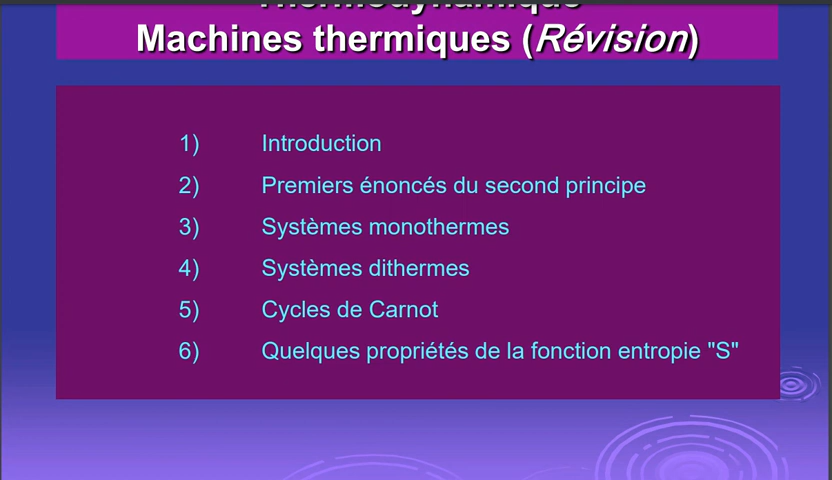 Thermodynamique
Machines thermiques (Révision)
1) Introduction
2) Premiers énoncés du second principe
3) Systèmes monothermes
4) Systèmes dithermes
5) Cycles de Carnot
6) Quelques propriétés de la fonction entropie "S"